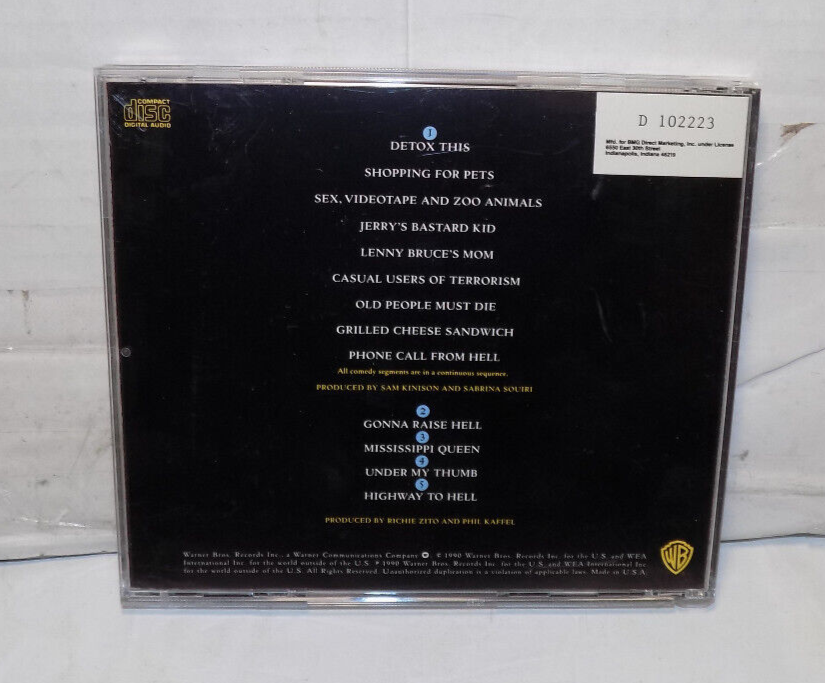 COMPACT
disc
DIGITAL AUDIO
D 102223
Mfd. for BMG Direct Marketing, Inc. under License
6550 East 30th Street
Indianapolis, Indiana 46219
1
DETOX THIS
SHOPPING FOR PETS
SEX, VIDEOTAPE AND ZOO ANIMALS
JERRY'S BASTARD KID
LENNY BRUCE'S MOM
CASUAL USERS OF TERRORISM
OLD PEOPLE MUST DIE
GRILLED CHEESE SANDWICH
PHONE CALL FROM HELL
All comedy segments are in a continuous sequence.
PRODUCED BY SAM KINISON AND SABRINA SOUIRI
2
GONNA RAISE HELL
3
MISSISSIPPI QUEEN
4
UNDER MY THUMB
5
HIGHWAY TO HELL
PRODUCED BY RICHIE ZITO AND PHIL KAFFEL
Warner Bros. Records Inc., a Warner Communications Company. © 1990 Warner Bros. Records Inc. for the U.S. and WEA
International Inc. for the world outside of the U.S. ℗ 1990 Warner Bros. Records Inc. for the U.S. and WEA International Inc.
for the world outside of the U.S. All Rights Reserved. Unauthorized duplication is a violation of applicable laws. Made in U.S.A.
WB